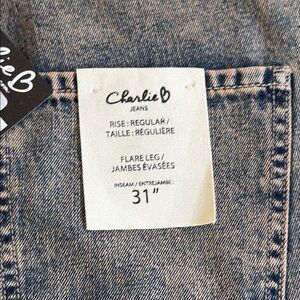 Charlie B
JEANS
RISE : REGULAR /
TAILLE : RÉGULIÈRE
FLARE LEG /
JAMBES ÉVASÉES
INSEAM / ENTREJAMBE :
31"